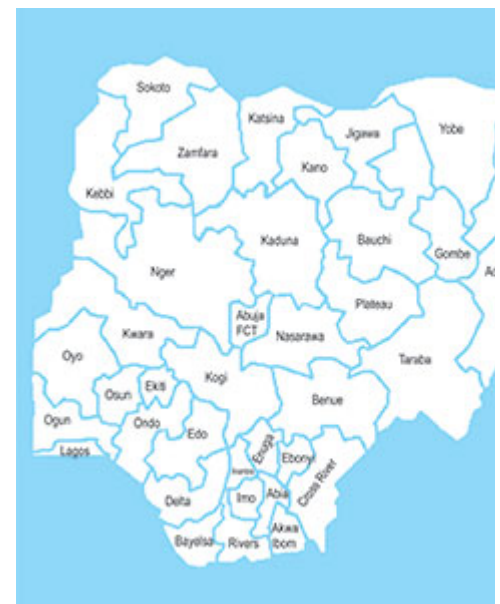 Sokoto
Katsina
Jigawa
Yobe
Zamfara
Kano
Kebbi
Kaduna
Bauchi
Gombe
Nger
Plateau
Abuja
FCT
Nasarawa
Kwara
Taraba
Oyo
Kogi
Ekiti
Osun
Benue
Ogun
Ondo
Edo
Lagos
Enugu
Ebonyi
Cross River
Delta
Imo
Abia
Akwa
Ibom
Bayelsa
Rivers